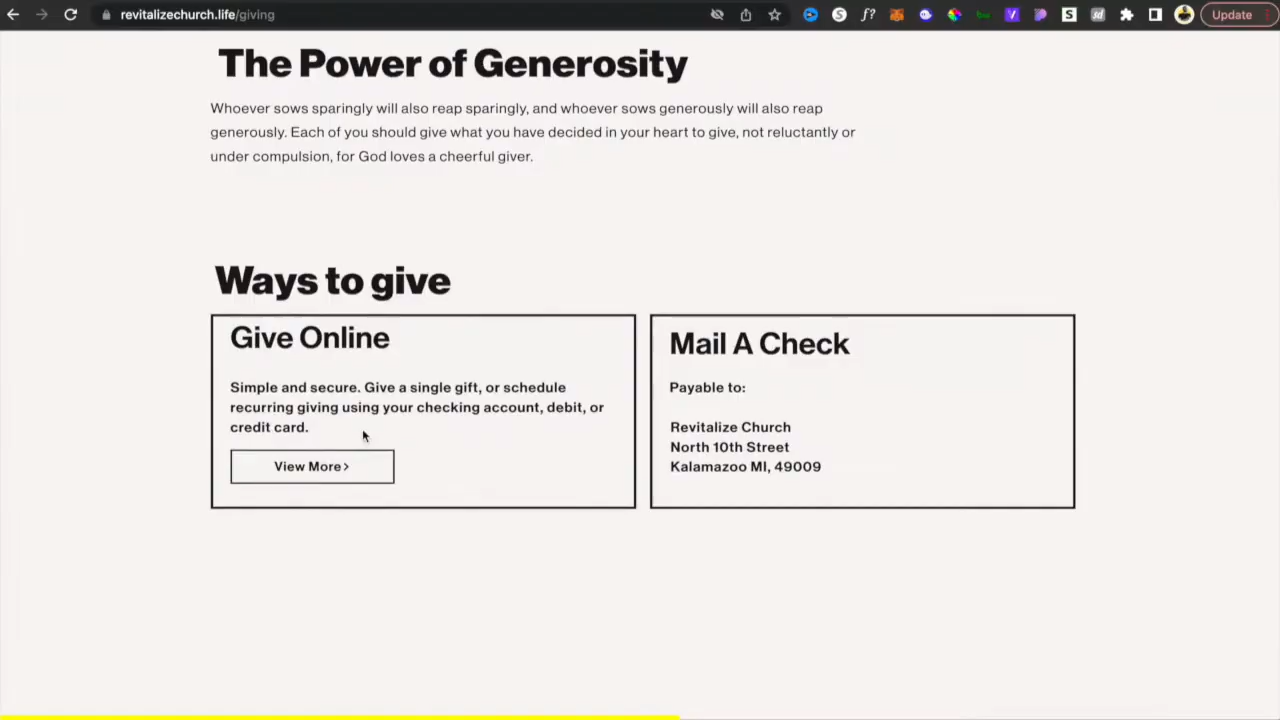 revitalizechurch.life/giving
Update
The Power of Generosity
Whoever sows sparingly will also reap sparingly, and whoever sows generously will also reap
generously. Each of you should give what you have decided in your heart to give, not reluctantly or
under compulsion, for God loves a cheerful giver.
Ways to give
Give Online
Simple and secure. Give a single gift, or schedule
recurring giving using your checking account, debit, or
credit card.
View More >
Mail A Check
Payable to:
Revitalize Church
North 10th Street
Kalamazoo MI, 49009